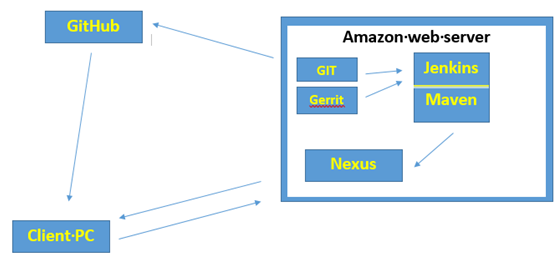 GitHub
Amazon·web·server
GIT
Gerrit
Jenkins
Maven
Nexus
Client·PC